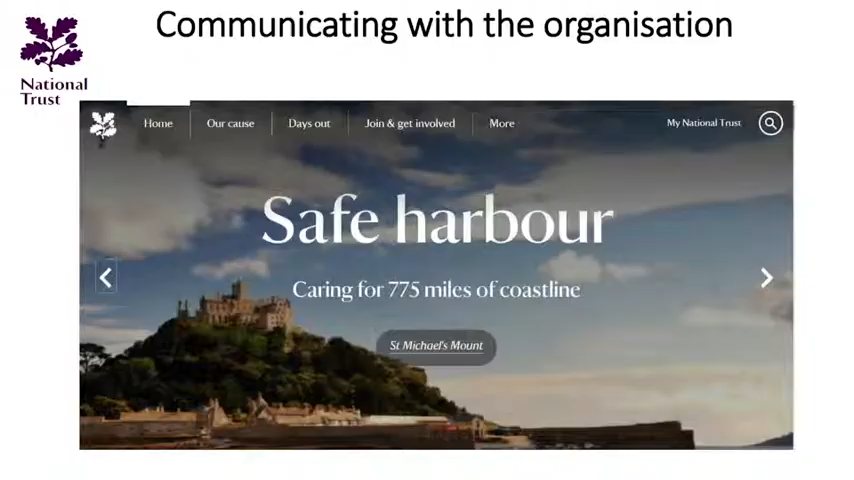 Communicating with the organisation
National
Trust
Home
Our cause
Days out
Join & get involved
More
My National Trust
Safe harbour
Caring for 775 miles of coastline
St Michael's Mount